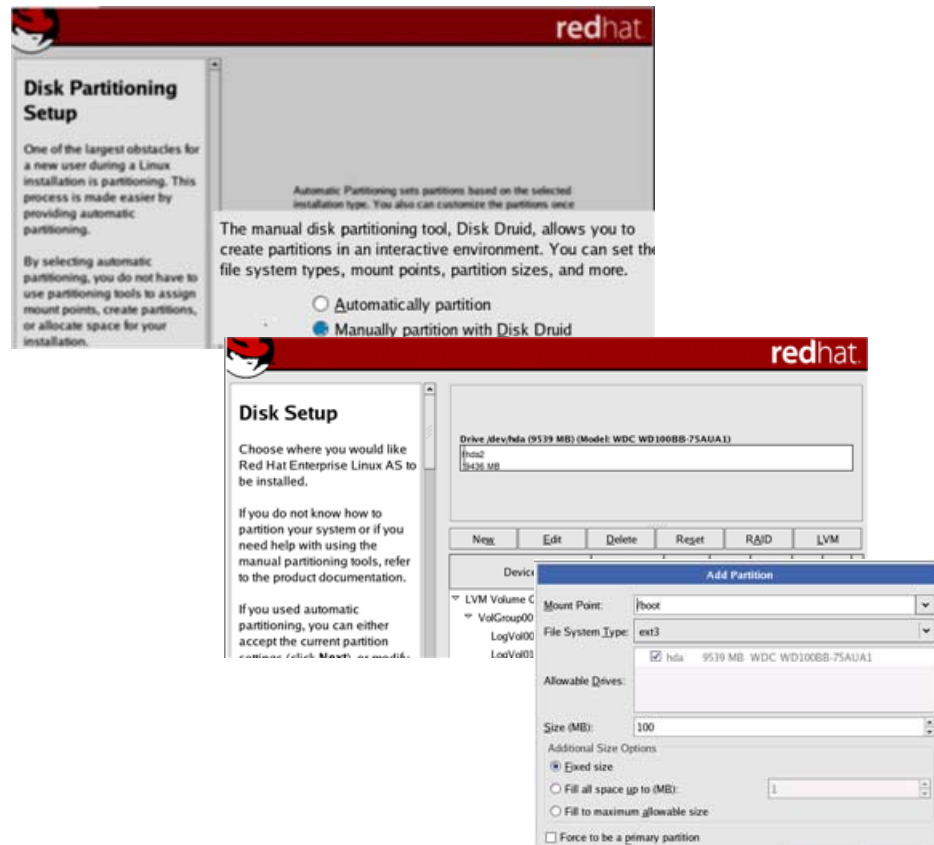 redhat
Disk Partitioning
Setup
One of the largest obstacles for
a new user during a Linux
installation is partitioning. This
process is made easier by
providing automatic
partitioning.
By selecting automatic
partitioning, you do not have to
use partitioning tools to assign
mount points, create partitions,
or allocate space for your
installation.
Automatic Partitioning sets partitions based on the selected
installation type. You also can customize the partitions once
The manual disk partitioning tool, Disk Druid, allows you to
create partitions in an interactive environment. You can set the
file system types, mount points, partition sizes, and more.
Automatically partition
Manually partition with Disk Druid
redhat.
Disk Setup
Choose where you would like
Red Hat Enterprise Linux AS to
be installed.
If you do not know how to
partition your system or if you
need help with using the
manual partitioning tools, refer
to the product documentation.
If you used automatic
partitioning, you can either
accept the current partition
settings (click Next), or modify
Drive /dev/hda (9539 MB) (Model: WDC WD100BB-75AUA1)
hda2
9436 MB
New Edit Delete Reset RAID LVM
Device
LVM Volume G
VolGroup00
LogVol00
LogVol01
Add Partition
Mount Point: /boot
File System Type: ext3
Allowable Drives: hda 9539 MB WDC WD100BB-75AUA1
Size (MB): 100
Additional Size Options
Fixed size
Fill all space up to (MB): 1
Fill to maximum allowable size
Force to be a primary partition